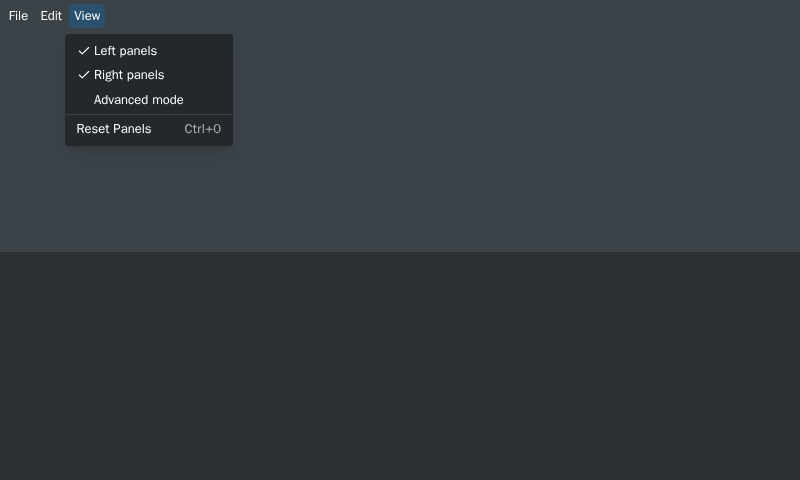 File Edit View
Left panels
Right panels
Advanced mode
Reset Panels Ctrl+0